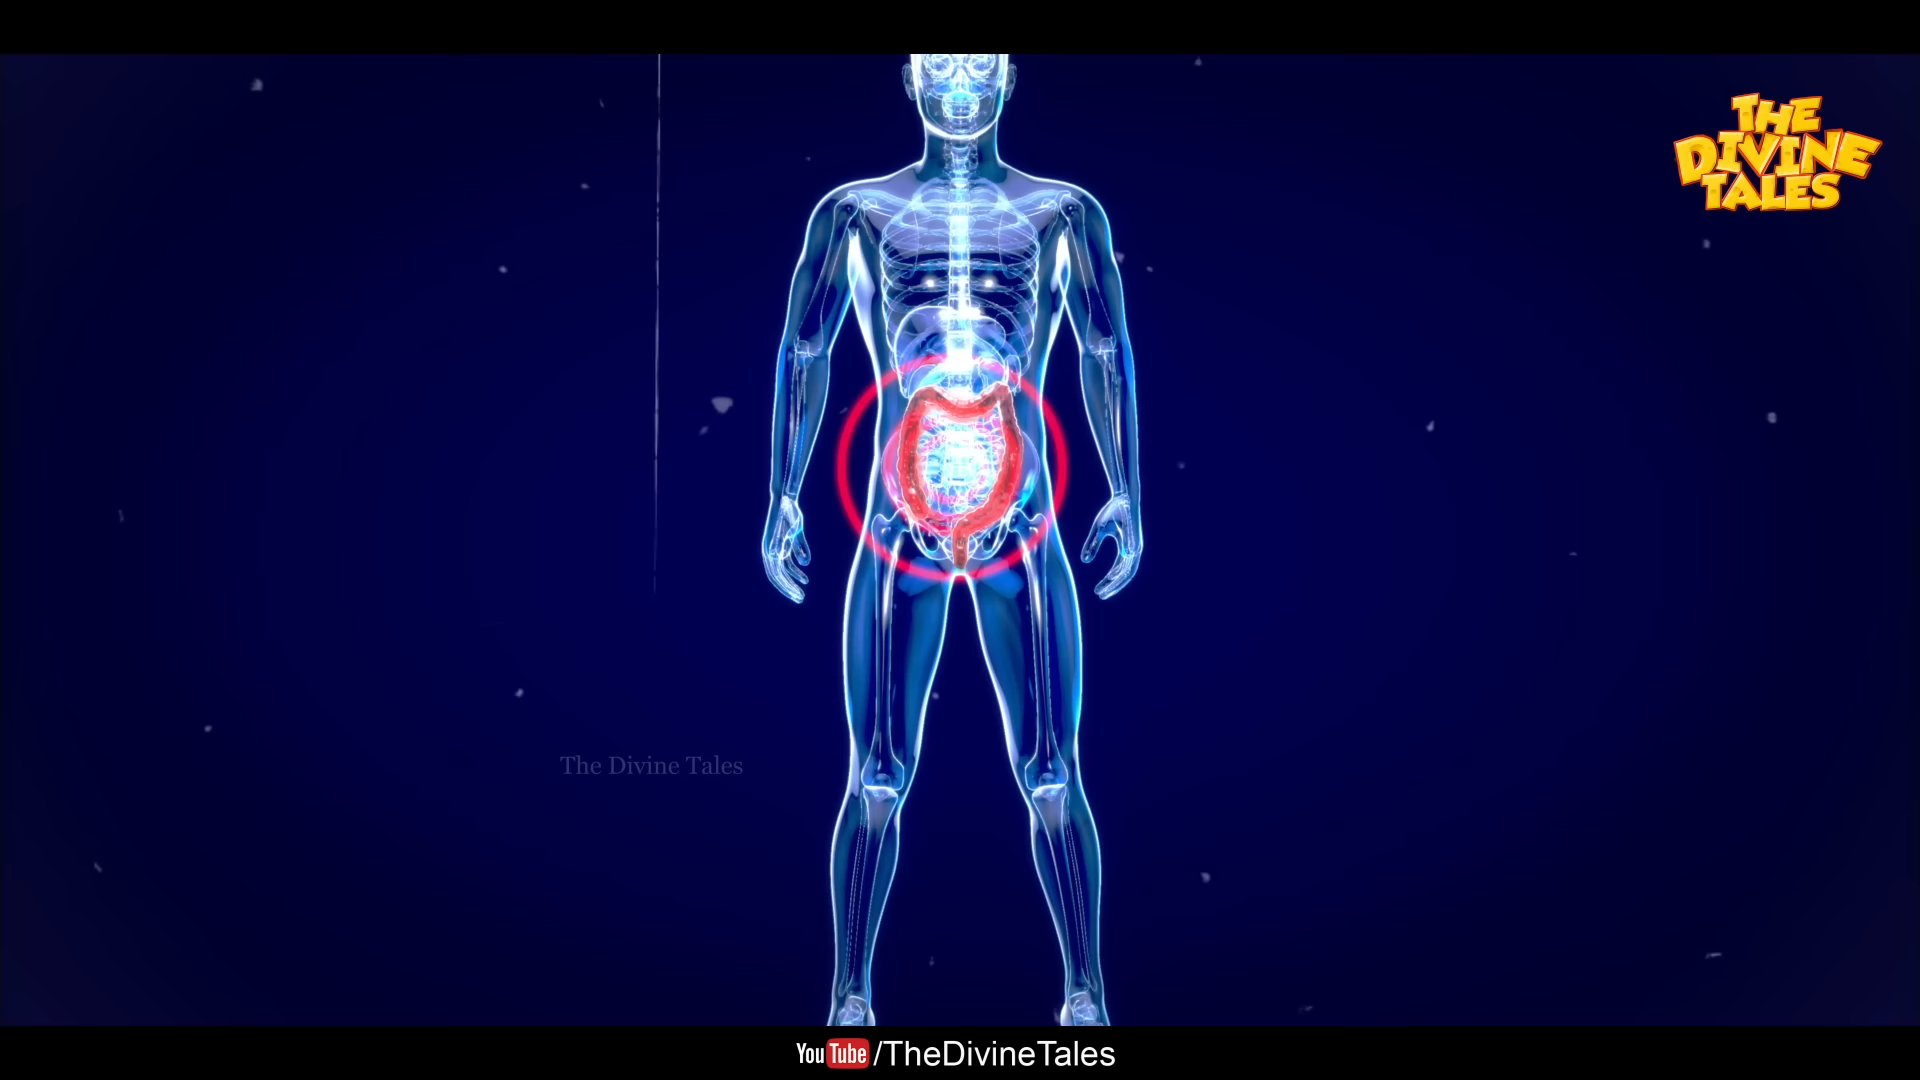 THE
DIVINE
TALES
The Divine Tales
YouTube/TheDivineTales